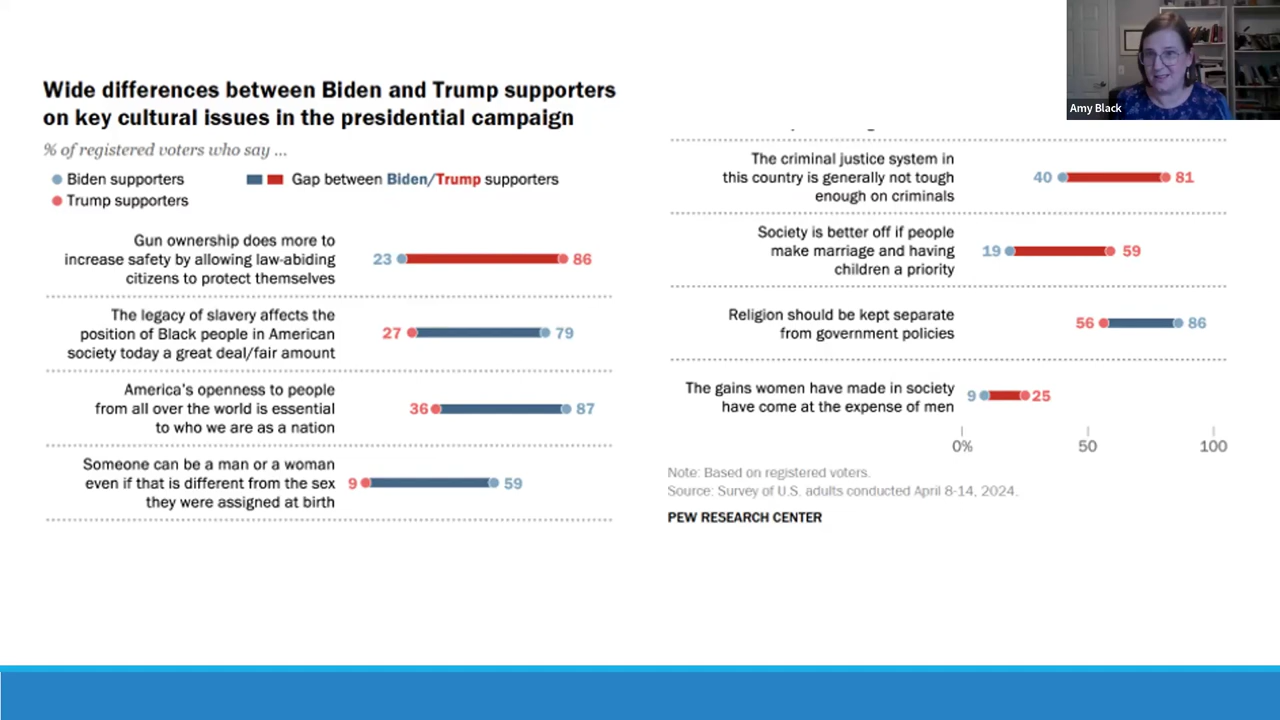 Amy Black
Wide differences between Biden and Trump supporters
on key cultural issues in the presidential campaign
% of registered voters who say ...
Biden supporters
Gap between Biden/Trump supporters
Trump supporters
Gun ownership does more to
increase safety by allowing law-abiding
citizens to protect themselves
23 86
The legacy of slavery affects the
position of Black people in American
society today a great deal/fair amount
27 79
America's openness to people
from all over the world is essential
to who we are as a nation
36 87
Someone can be a man or a woman
even if that is different from the sex
they were assigned at birth
9 59
The criminal justice system in
this country is generally not tough
enough on criminals
40 81
Society is better off if people
make marriage and having
children a priority
19 59
Religion should be kept separate
from government policies
56 86
The gains women have made in society
have come at the expense of men
9 25
0% 50 100
Note: Based on registered voters.
Source: Survey of U.S. adults conducted April 8-14, 2024.
PEW RESEARCH CENTER